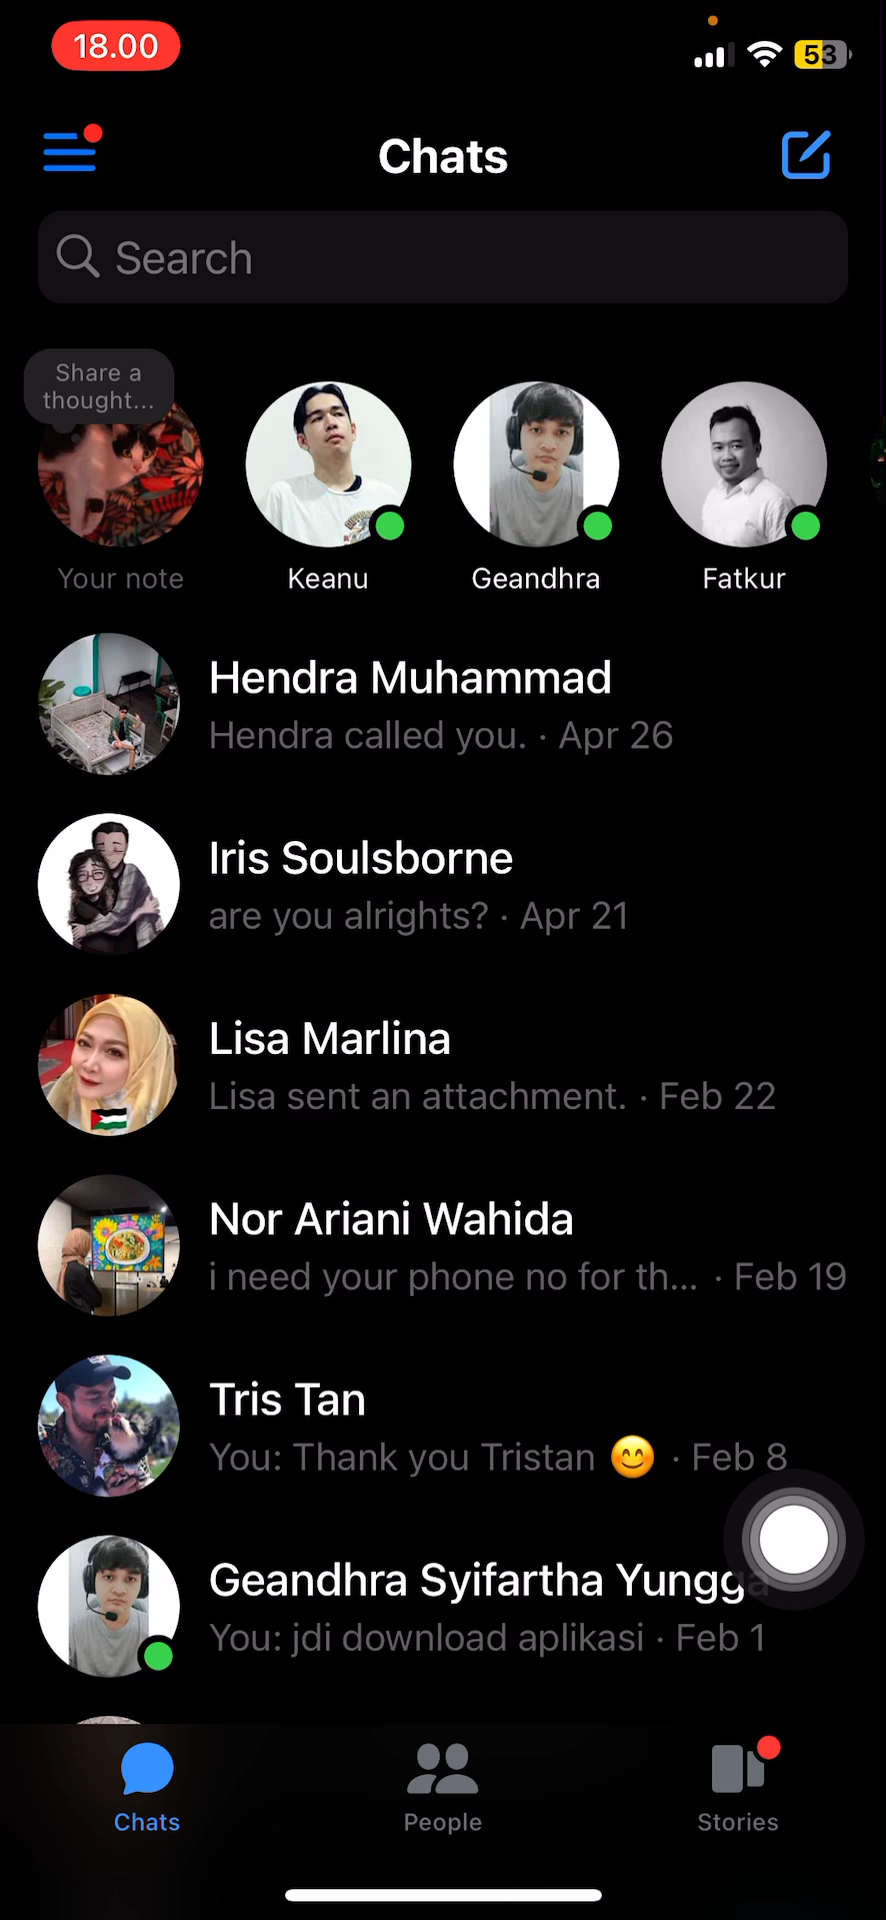 18.00
53
Chats
Search
Share a
thought...
Your note
Keanu
Geandhra
Fatkur
Hendra Muhammad
Hendra called you. · Apr 26
Iris Soulsborne
are you alrights? · Apr 21
Lisa Marlina
Lisa sent an attachment. · Feb 22
Nor Ariani Wahida
i need your phone no for th... · Feb 19
Tris Tan
You: Thank you Tristan 😊 · Feb 8
Geandhra Syifartha Yungga
You: jdi download aplikasi · Feb 1
Chats
People
Stories